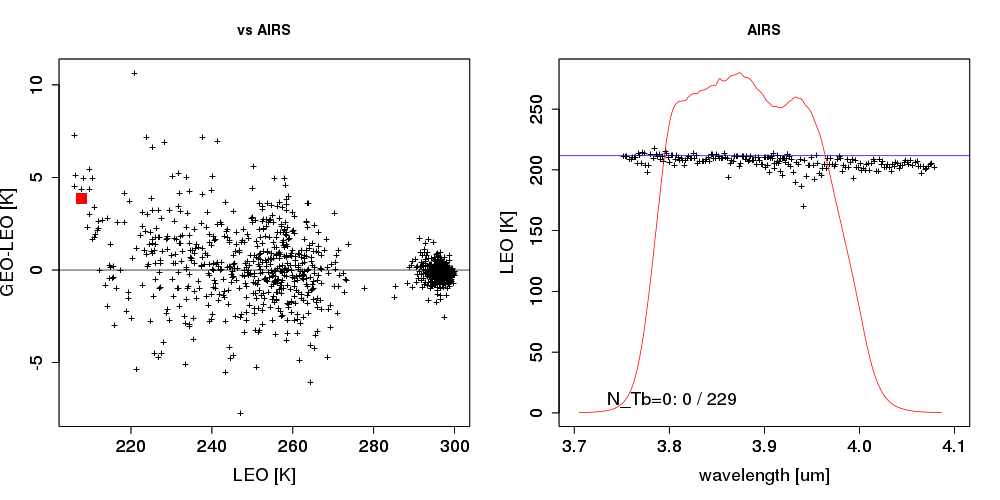 vs AIRS
GEO-LEO [K]
10
5
0
-5
220 240 260 280 300
LEO [K]
AIRS
LEO [K]
250
200
150
100
50
0
N_Tb=0: 0 / 229
3.7 3.8 3.9 4.0 4.1
wavelength [um]